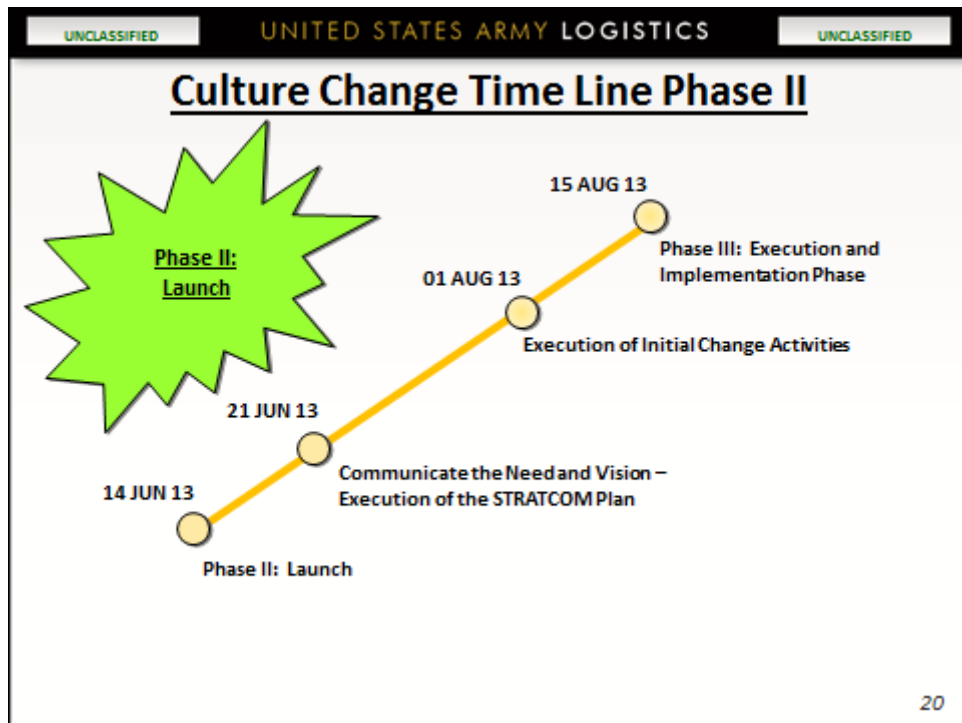 UNCLASSIFIED
UNITED STATES ARMY LOGISTICS
UNCLASSIFIED
Culture Change Time Line Phase II
Phase II:
Launch
15 AUG 13
Phase III: Execution and
Implementation Phase
01 AUG 13
Execution of Initial Change Activities
21 JUN 13
Communicate the Need and Vision –
Execution of the STRATCOM Plan
14 JUN 13
Phase II: Launch
20